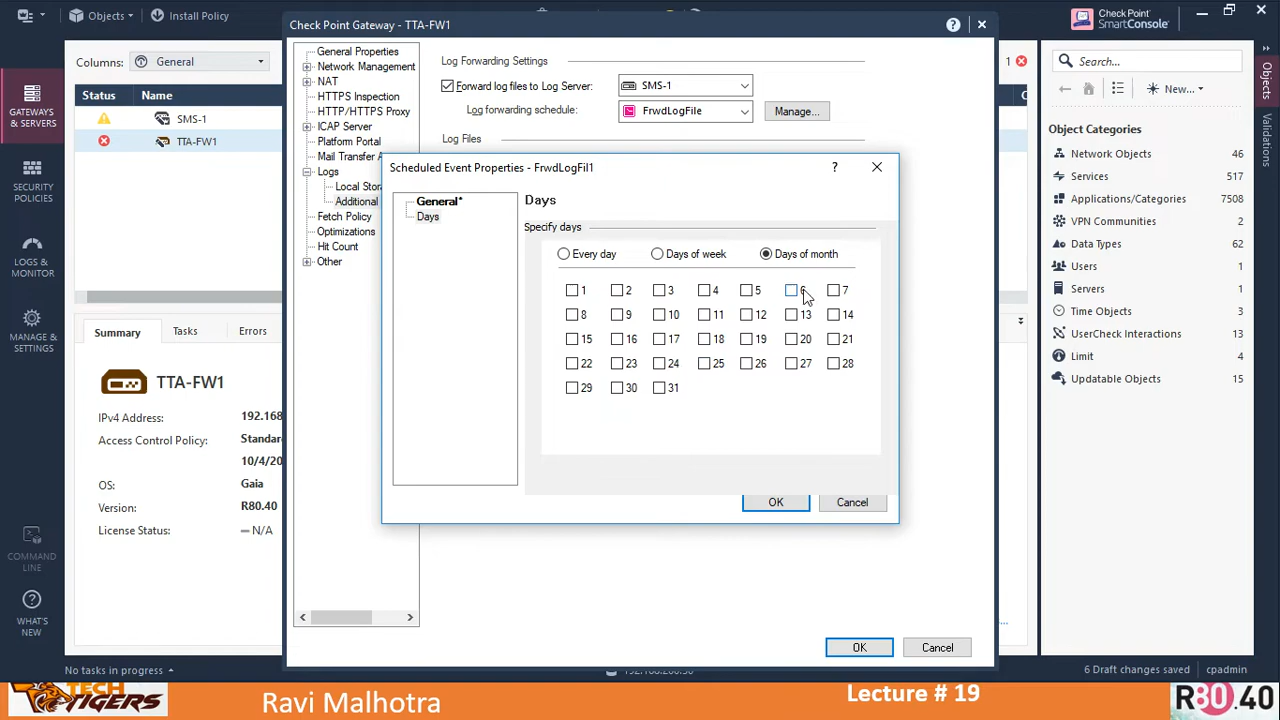 Objects
Install Policy
Check Point Gateway - TTA-FW1
?
Check Point
SmartConsole
Columns:
General
Status
Name
SMS-1
TTA-FW1
GATEWAYS
& SERVERS
SECURITY
POLICIES
LOGS &
MONITOR
MANAGE &
SETTINGS
COMMAND
LINE
WHAT'S
NEW
Summary
Tasks
Errors
TTA-FW1
IPv4 Address: 192.168
Access Control Policy: Standard
10/4/20
OS: Gaia
Version: R80.40
License Status: — N/A
No tasks in progress
General Properties
Network Management
NAT
HTTPS Inspection
HTTP/HTTPS Proxy
ICAP Server
Platform Portal
Mail Transfer A
Logs
Local Stora
Additional
Fetch Policy
Optimizations
Hit Count
Other
Log Forwarding Settings
Forward log files to Log Server:
SMS-1
Log forwarding schedule:
FrwdLogFile
Manage...
Log Files
Scheduled Event Properties - FrwdLogFil1
?
General*
Days
Days
Specify days
Every day
Days of week
Days of month
1 2 3 4 5 6 7
8 9 10 11 12 13 14
15 16 17 18 19 20 21
22 23 24 25 26 27 28
29 30 31
OK
Cancel
OK
Cancel
1
Search...
New...
Object Categories
Network Objects 46
Services 517
Applications/Categories 7508
VPN Communities
Data Types 62
Users 1
Servers 1
Time Objects 3
UserCheck Interactions 13
Limit 4
Updatable Objects 15
Objects
Validations
6 Draft changes saved
cpadmin
TECH
TIGERS
Ravi Malhotra
Lecture # 19
R80.40